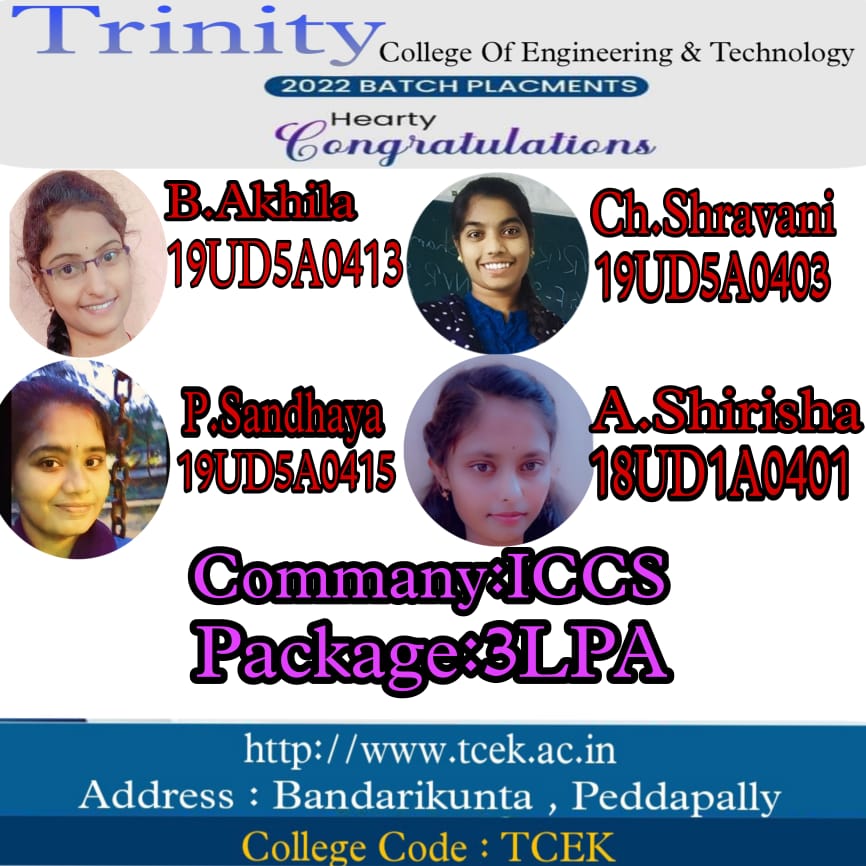 Trinity College Of Engineering & Technology
2022 BATCH PLACMENTS
Hearty
Congratulations
B.Akhila
19UD5A0413
Ch.Shravani
19UD5A0403
P.Sandhaya
19UD5A0415
A.Shirisha
18UD1A0401
Commany:ICCS
Package:3LPA
http://www.tcek.ac.in
Address : Bandarikunta , Peddapally
College Code : TCEK